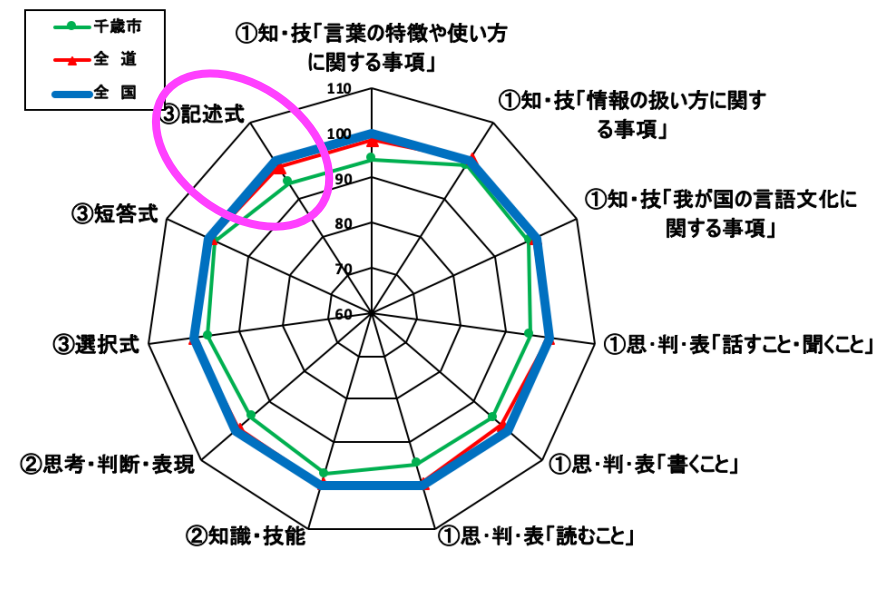 千歳市
全 道
全 国
①知・技「言葉の特徴や使い方
に関する事項」
①知・技「情報の扱い方に関す
る事項」
①知・技「我が国の言語文化に
関する事項」
①思・判・表「話すこと・聞くこと」
①思・判・表「書くこと」
①思・判・表「読むこと」
②知識・技能
②思考・判断・表現
③選択式
③短答式
③記述式
110
100
90
80
70
60